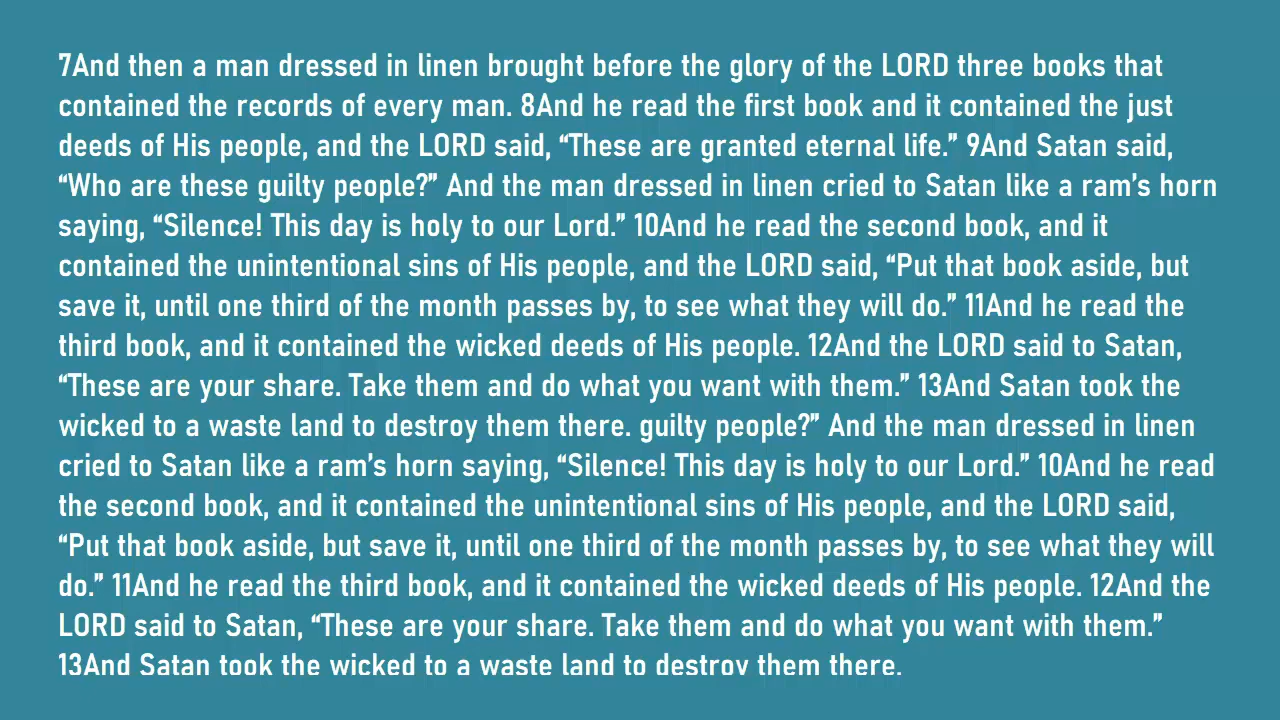 7And then a man dressed in linen brought before the glory of the LORD three books that
contained the records of every man. 8And he read the first book and it contained the just
deeds of His people, and the LORD said, “These are granted eternal life.” 9And Satan said,
“Who are these guilty people?” And the man dressed in linen cried to Satan like a ram’s horn
saying, “Silence! This day is holy to our Lord.” 10And he read the second book, and it
contained the unintentional sins of His people, and the LORD said, “Put that book aside, but
save it, until one third of the month passes by, to see what they will do.” 11And he read the
third book, and it contained the wicked deeds of His people. 12And the LORD said to Satan,
“These are your share. Take them and do what you want with them.” 13And Satan took the
wicked to a waste land to destroy them there. guilty people?” And the man dressed in linen
cried to Satan like a ram’s horn saying, “Silence! This day is holy to our Lord.” 10And he read
the second book, and it contained the unintentional sins of His people, and the LORD said,
“Put that book aside, but save it, until one third of the month passes by, to see what they will
do.” 11And he read the third book, and it contained the wicked deeds of His people. 12And the
LORD said to Satan, “These are your share. Take them and do what you want with them.”
13And Satan took the wicked to a waste land to destroy them there.